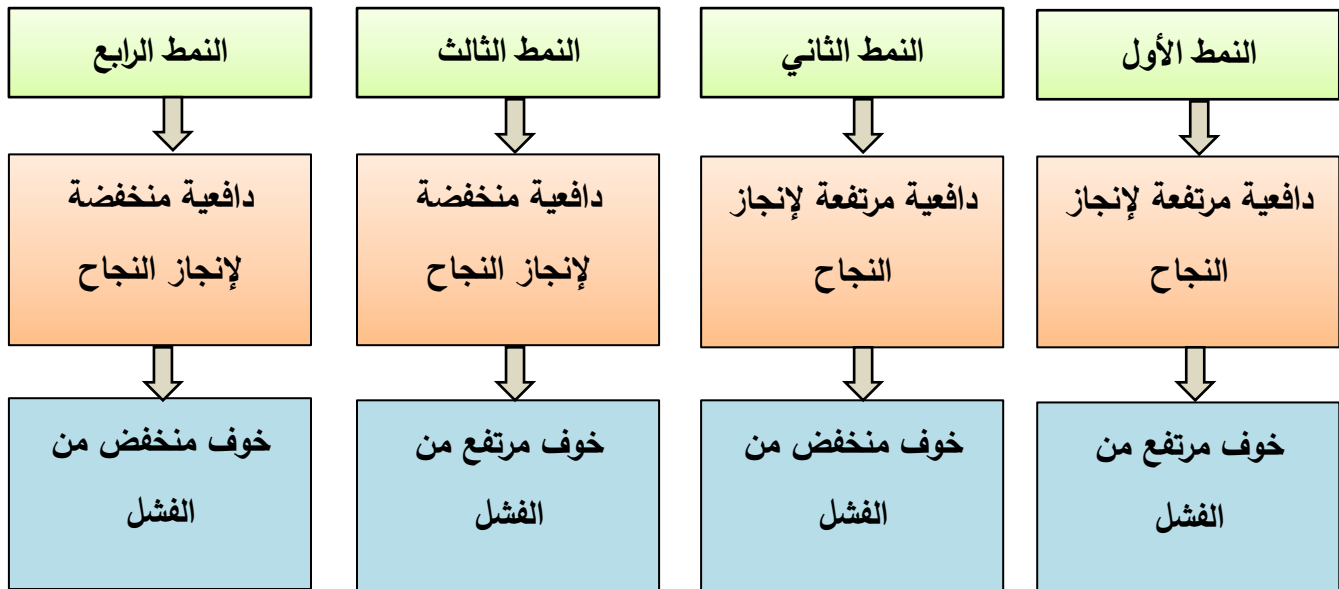 النمط الأول
دافعية مرتفعة لإنجاز
النجاح
خوف مرتفع من
الفشل
النمط الثاني
دافعية مرتفعة لإنجاز
النجاح
خوف منخفض من
الفشل
النمط الثالث
دافعية منخفضة
لإنجاز النجاح
خوف مرتفع من
الفشل
النمط الرابع
دافعية منخفضة
لإنجاز النجاح
خوف منخفض من
الفشل